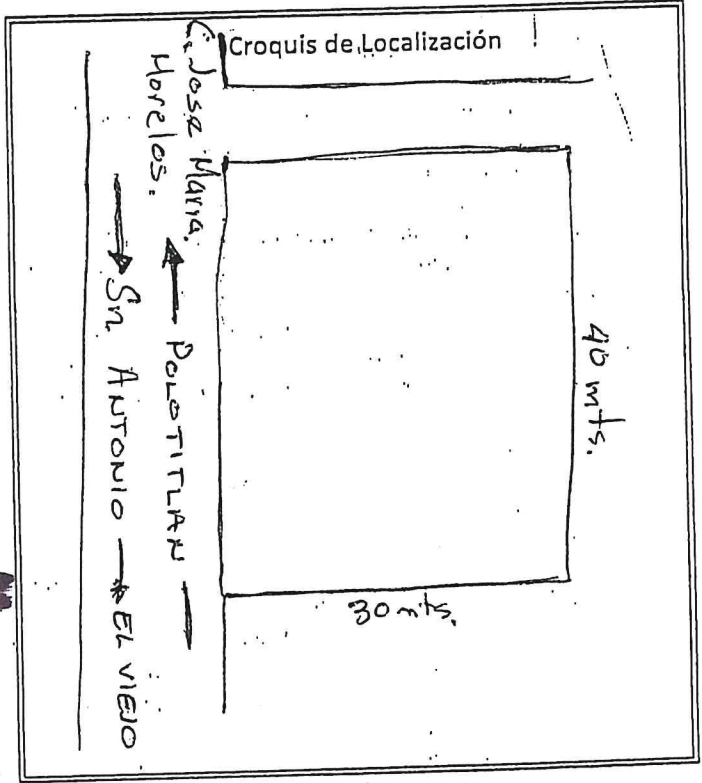 Croquis de Localización
C. Jose Maria.
Morelos.
← POLOTITLAN —
→ Sn. ANTONIO → EL VIEJO
40 mts.
30 mts.